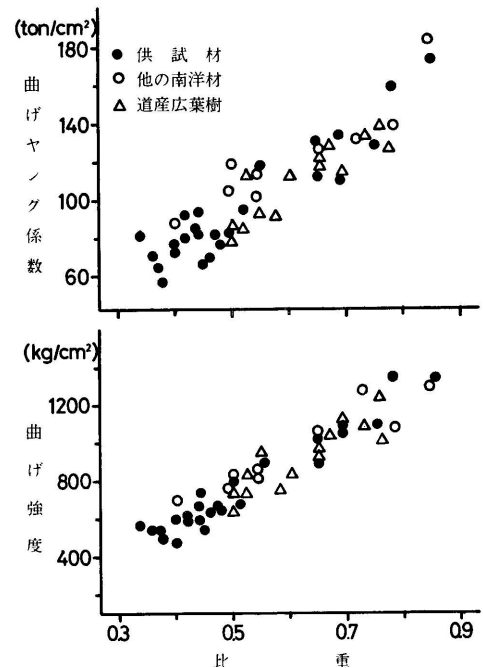 (ton/cm²)
180
140
100
60
曲げヤング係数
● 供試材
○ 他の南洋材
△ 道産広葉樹
(kg/cm²)
1200
800
400
曲げ強度
0.3 0.5 0.7 0.9
比重